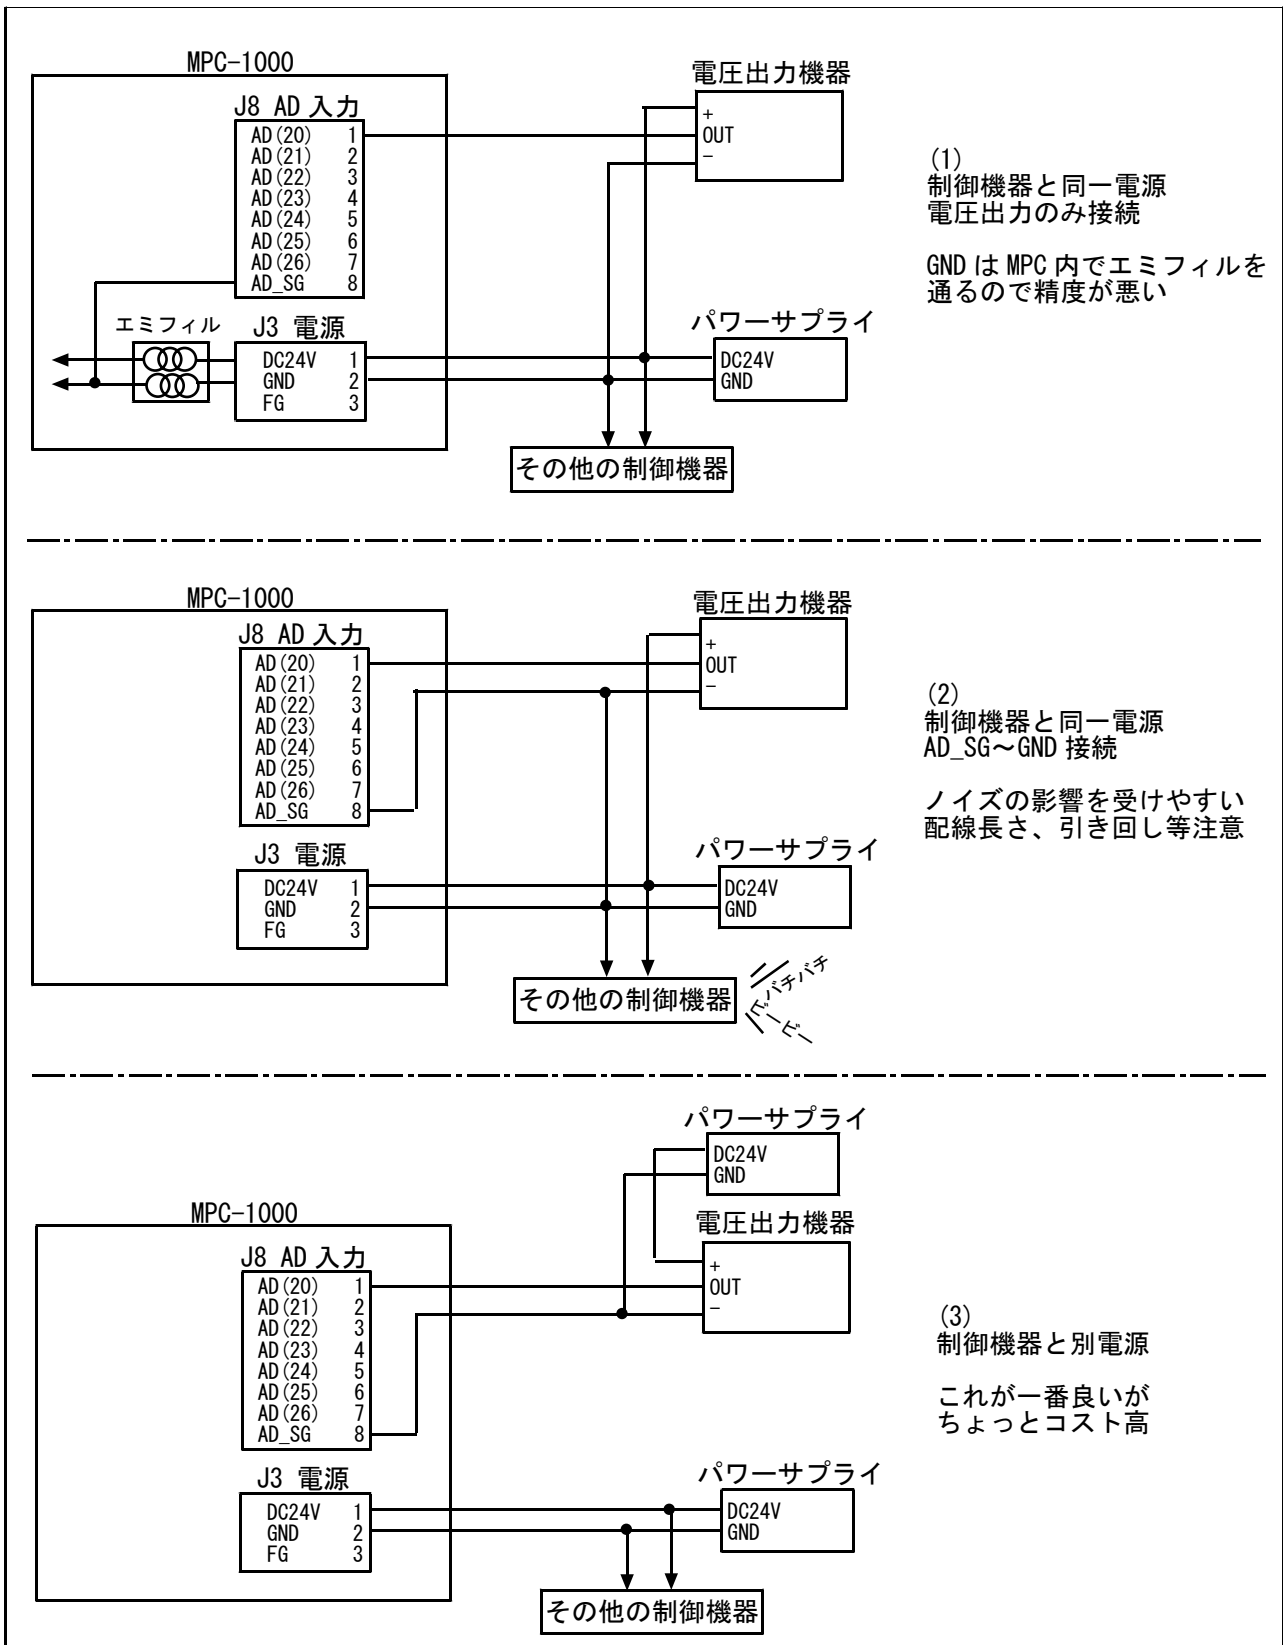 MPC-1000
J8 AD 入力
AD(20) 1
AD(21) 2
AD(22) 3
AD(23) 4
AD(24) 5
AD(25) 6
AD(26) 7
AD_SG 8
エミフィル
J3 電源
DC24V 1
GND 2
FG 3
電圧出力機器
+
OUT
-
パワーサプライ
DC24V
GND
その他の制御機器
(1)
制御機器と同一電源
電圧出力のみ接続
GND は MPC 内でエミフィルを
通るので精度が悪い
MPC-1000
J8 AD 入力
AD(20) 1
AD(21) 2
AD(22) 3
AD(23) 4
AD(24) 5
AD(25) 6
AD(26) 7
AD_SG 8
J3 電源
DC24V 1
GND 2
FG 3
電圧出力機器
+
OUT
-
パワーサプライ
DC24V
GND
その他の制御機器
バチバチ
ビービー
(2)
制御機器と同一電源
AD_SG～GND 接続
ノイズの影響を受けやすい
配線長さ、引き回し等注意
パワーサプライ
DC24V
GND
MPC-1000
J8 AD 入力
AD(20) 1
AD(21) 2
AD(22) 3
AD(23) 4
AD(24) 5
AD(25) 6
AD(26) 7
AD_SG 8
J3 電源
DC24V 1
GND 2
FG 3
電圧出力機器
+
OUT
-
パワーサプライ
DC24V
GND
その他の制御機器
(3)
制御機器と別電源
これが一番良いが
ちょっとコスト高